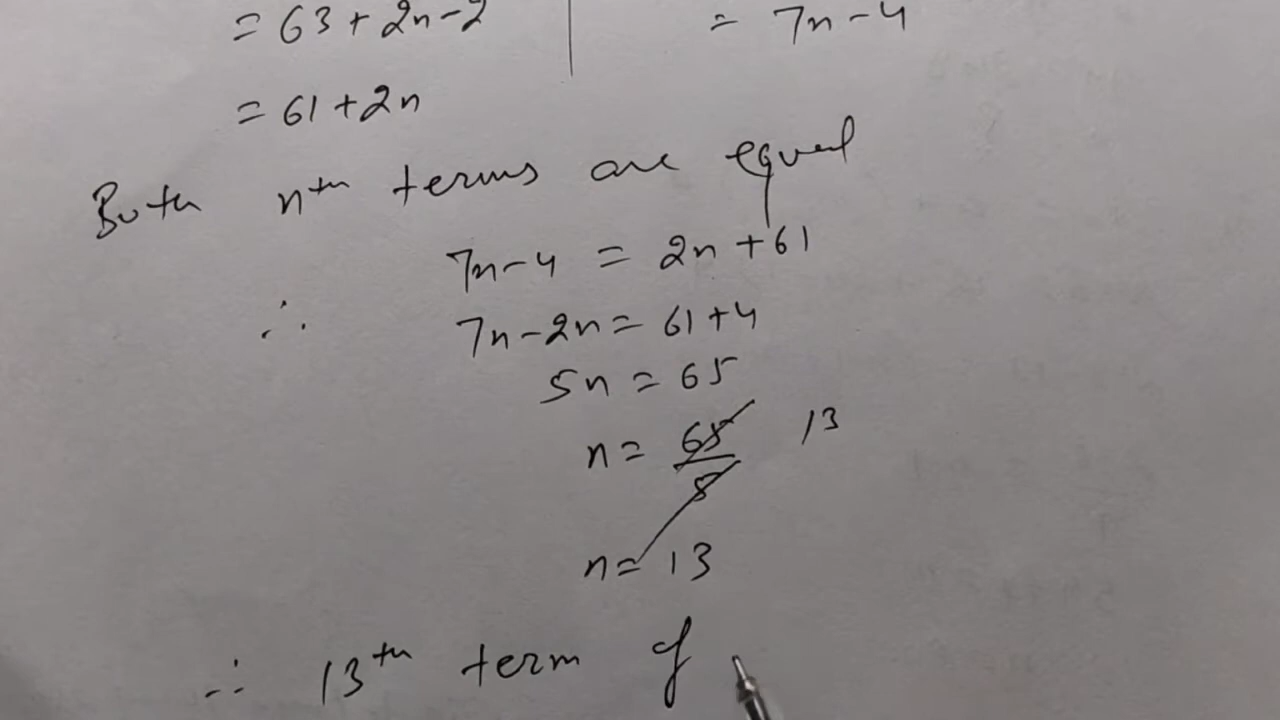 = 63 + 2n - 2 = 7n - 4
= 61 + 2n
Both nth terms are equal
7n - 4 = 2n + 61
∴ 7n - 2n = 61 + 4
5n = 65
n = 65/5 13
n = 13
∴ 13th term of